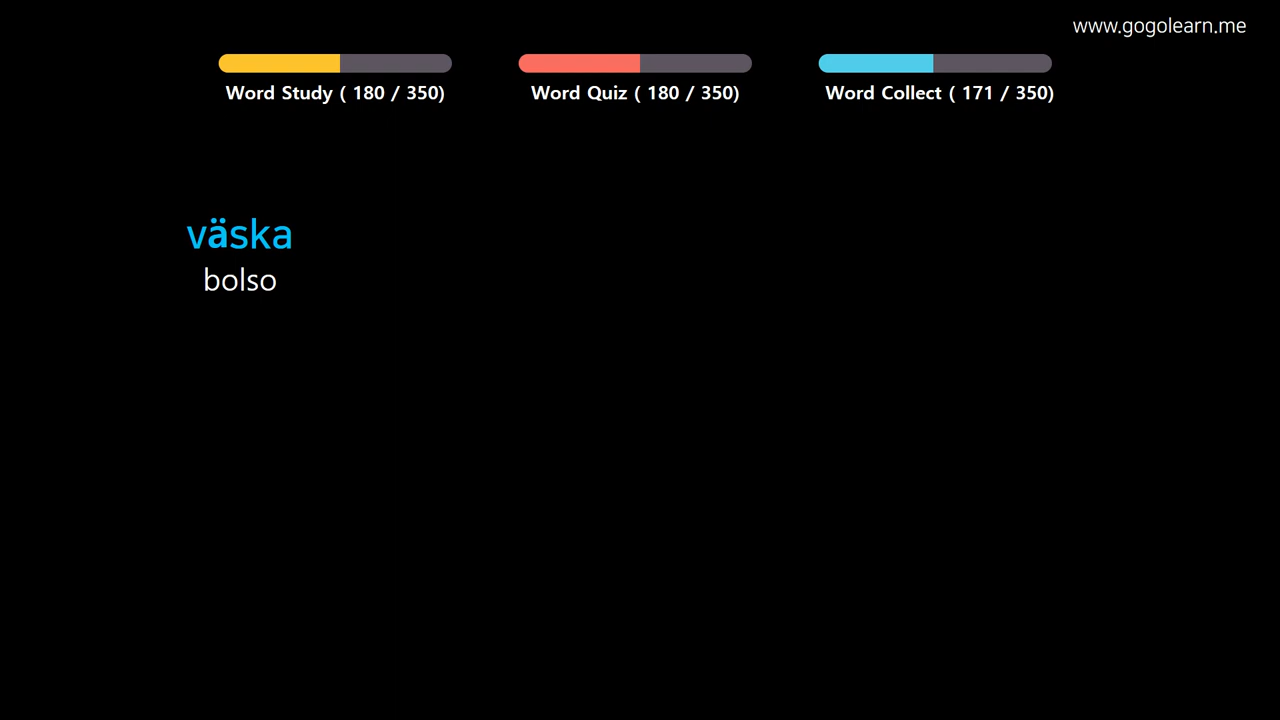 www.gogolearn.me
Word Study ( 180 / 350)
Word Quiz ( 180 / 350)
Word Collect ( 171 / 350)
väska
bolso